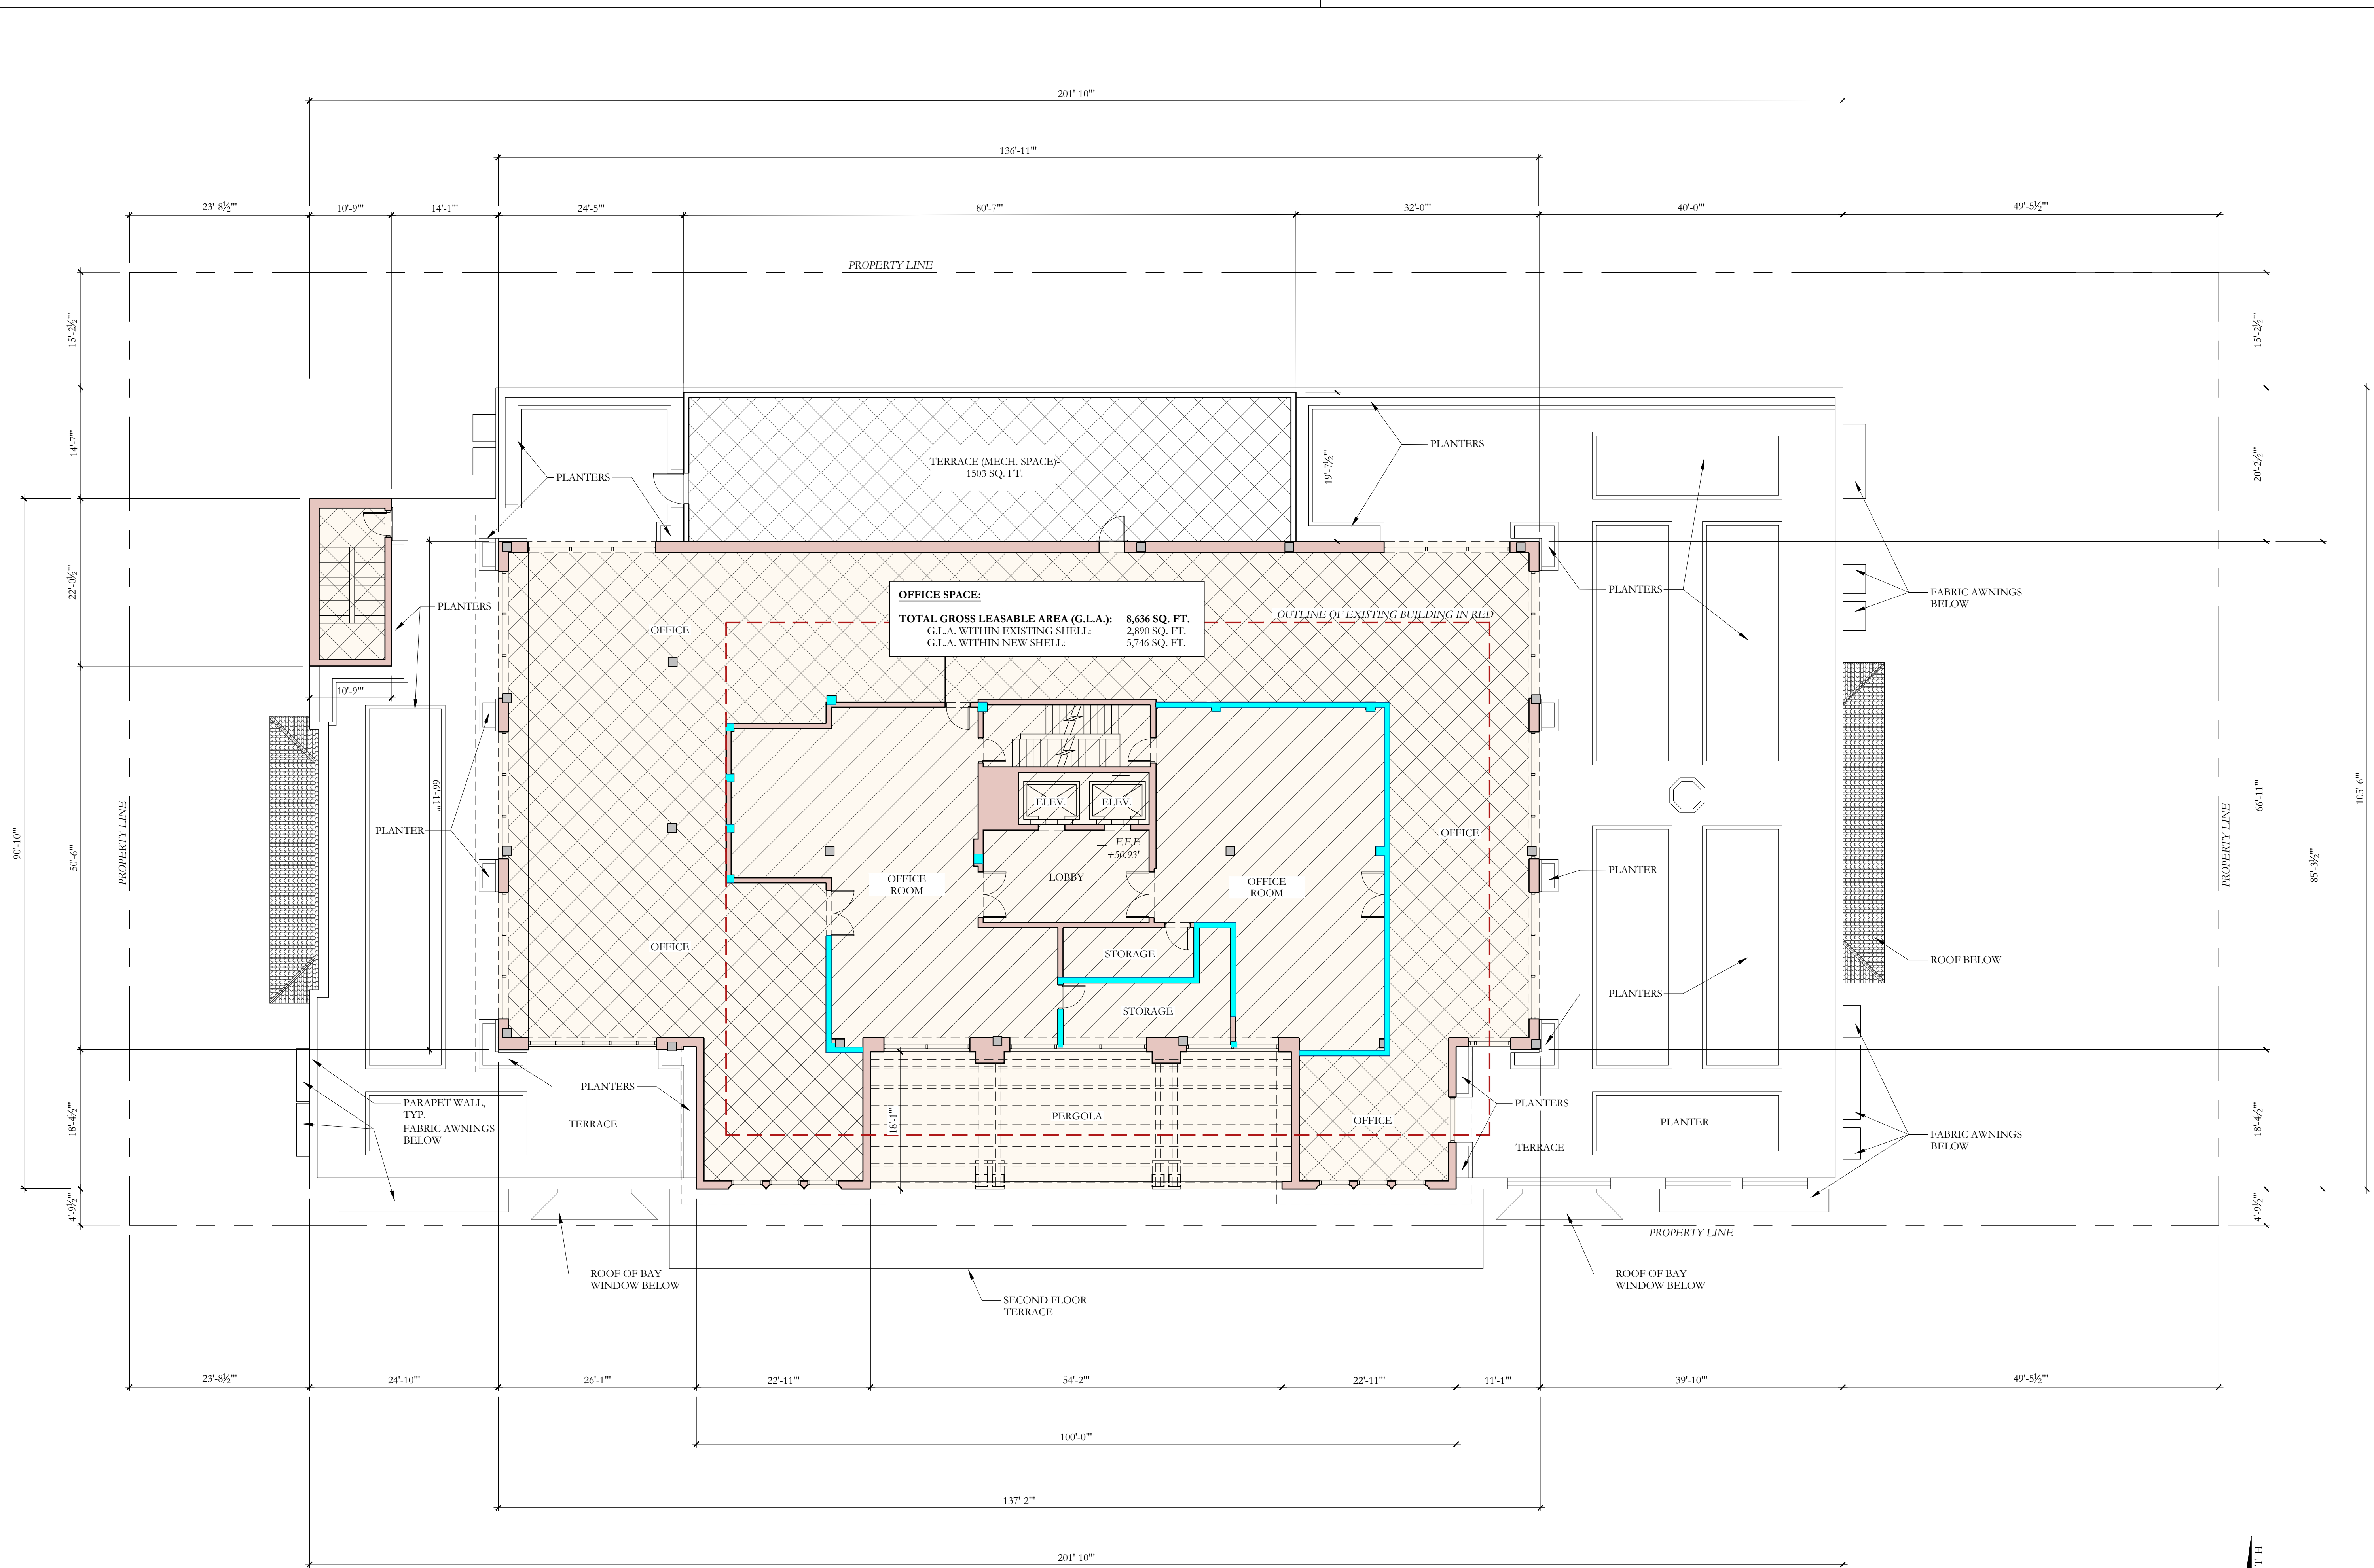 201'-10"'
136'-11"'
23'-8½"'
10'-9"'
14'-1"'
24'-5"'
80'-7"'
32'-0"'
40'-0"'
49'-5½"'
PROPERTY LINE
15'-2½"'
15'-2½"'
14'-7"'
PLANTERS
TERRACE (MECH. SPACE)-
1503 SQ. FT.
19'-7½"'
PLANTERS
20'-2½"'
PLANTERS
22'-0½"'
10'-9"'
OFFICE
OFFICE SPACE:
TOTAL GROSS LEASABLE AREA (G.L.A.): 8,636 SQ. FT.
G.L.A. WITHIN EXISTING SHELL: 2,890 SQ. FT.
G.L.A. WITHIN NEW SHELL: 5,746 SQ. FT.
OUTLINE OF EXISTING BUILDING IN RED
PLANTERS
FABRIC AWNINGS
BELOW
90'-10"'
50'-6"'
PROPERTY LINE
PLANTER
66'-11"'
ELEV.
ELEV.
F.F.E
+50.93'
LOBBY
OFFICE
ROOM
OFFICE
ROOM
OFFICE
PLANTER
PROPERTY LINE
66'-11"'
85'-3½"'
105'-6"'
OFFICE
STORAGE
STORAGE
PLANTERS
ROOF BELOW
18'-4½"'
PARAPET WALL,
TYP.
FABRIC AWNINGS
BELOW
PLANTERS
TERRACE
18'-1"'
PERGOLA
OFFICE
PLANTERS
TERRACE
PLANTER
FABRIC AWNINGS
BELOW
18'-4½"'
4'-9½"'
4'-9½"'
PROPERTY LINE
ROOF OF BAY
WINDOW BELOW
SECOND FLOOR
TERRACE
ROOF OF BAY
WINDOW BELOW
23'-8½"'
24'-10"'
26'-1"'
22'-11"'
54'-2"'
22'-11"'
11'-1"'
39'-10"'
49'-5½"'
100'-0"'
137'-2"'
201'-10"'
T H